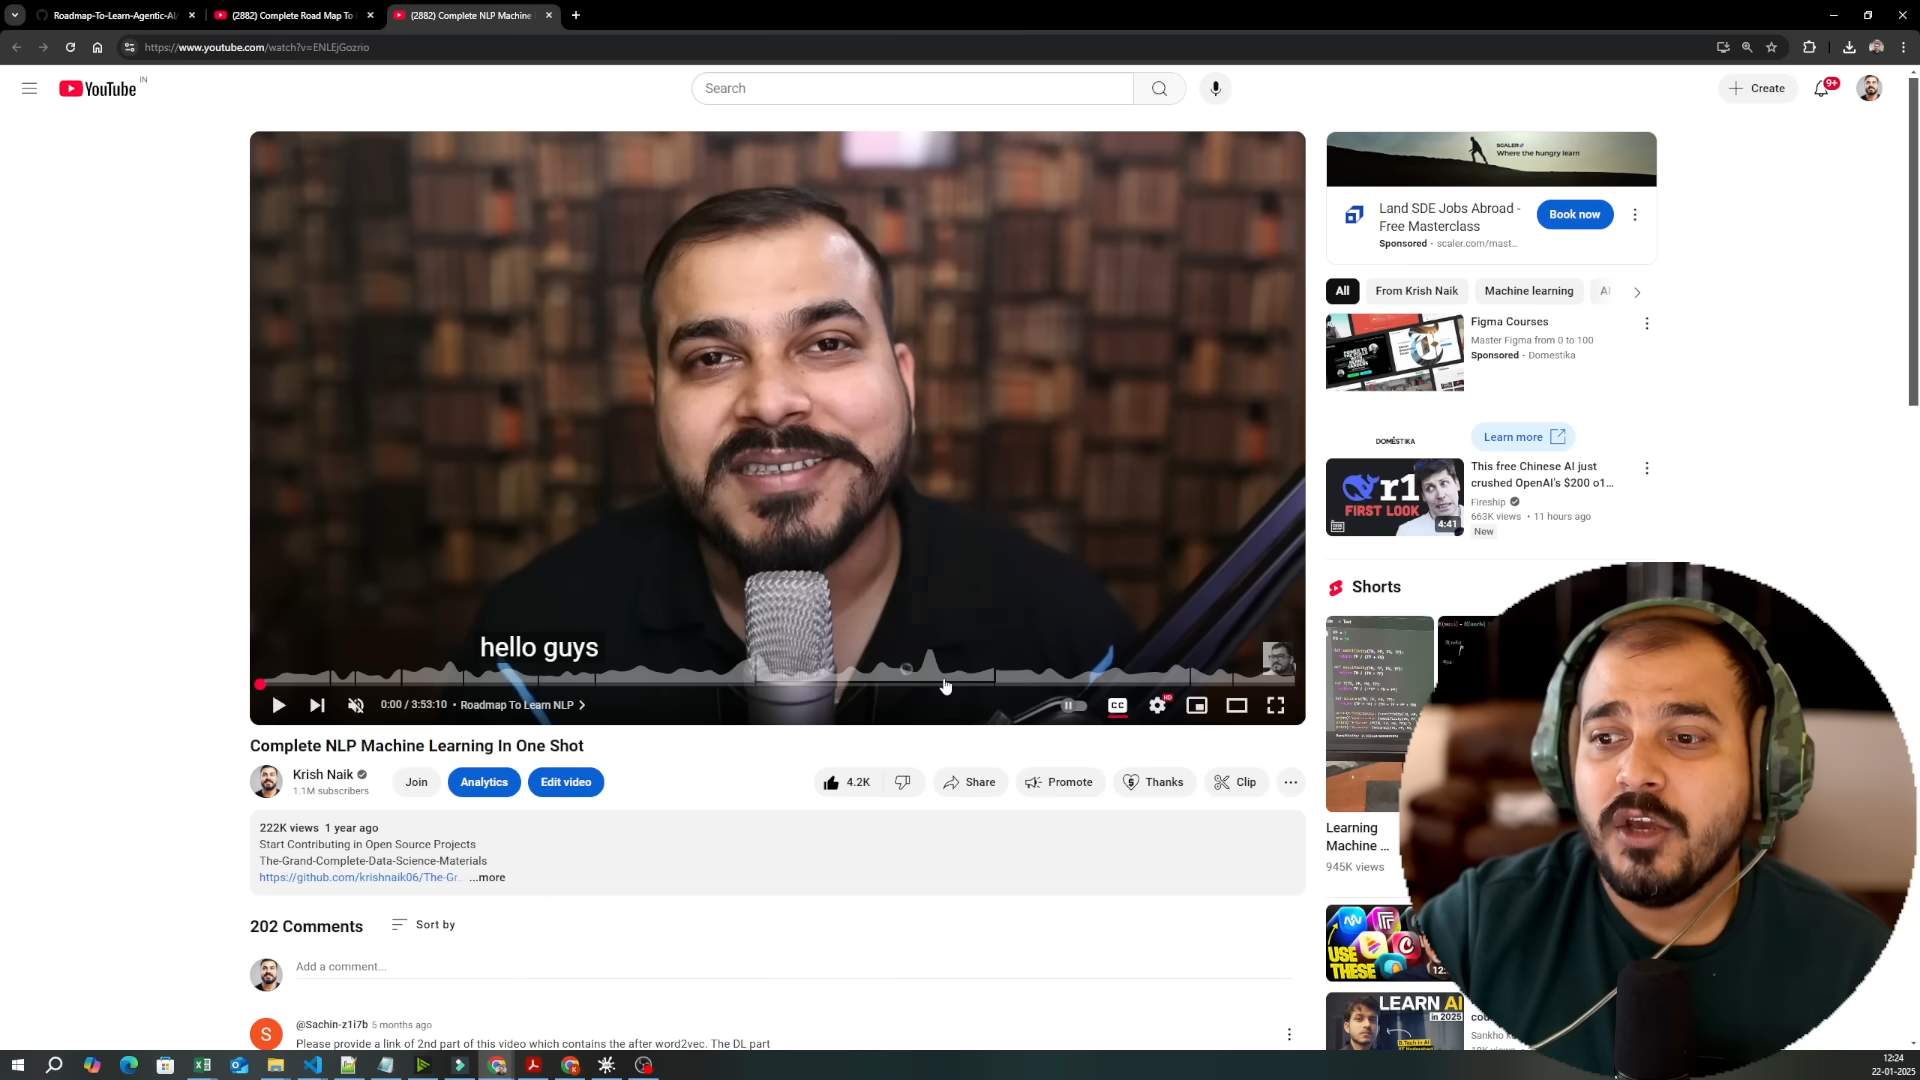 Roadmap-To-Learn-Agentic-AI/
(2882) Complete Road Map To
(2882) Complete NLP Machine
https://www.youtube.com/watch?v=ENLEjGozrio
YouTube
IN
Search
Create
9+
hello guys
0:00 / 3:53:10 • Roadmap To Learn NLP
CC
HD
Complete NLP Machine Learning In One Shot
Krish Naik
1.1M subscribers
Join
Analytics
Edit video
4.2K
Share
Promote
Thanks
Clip
222K views 1 year ago
Start Contributing in Open Source Projects
The-Grand-Complete-Data-Science-Materials
https://github.com/krishnaik06/The-Gr... ...more
202 Comments
Sort by
Add a comment...
S
@Sachin-z1i7b 5 months ago
Please provide a link of 2nd part of this video which contains the after word2vec. The DL part
SCALER
Where the hungry learn
Land SDE Jobs Abroad -
Free Masterclass
Sponsored · scaler.com/mast...
Book now
All
From Krish Naik
Machine learning
Figma Courses
Master Figma from 0 to 100
Sponsored · Domestika
DOMESTIKA
Learn more
r1
FIRST LOOK
4:41
This free Chinese AI just
crushed OpenAI's $200 o1...
Fireship
663K views • 11 hours ago
New
Shorts
Learning
Machine ...
945K views
USE
THESE
12:
LEARN AI
in 2025
Sankho
12:24
22-01-2025